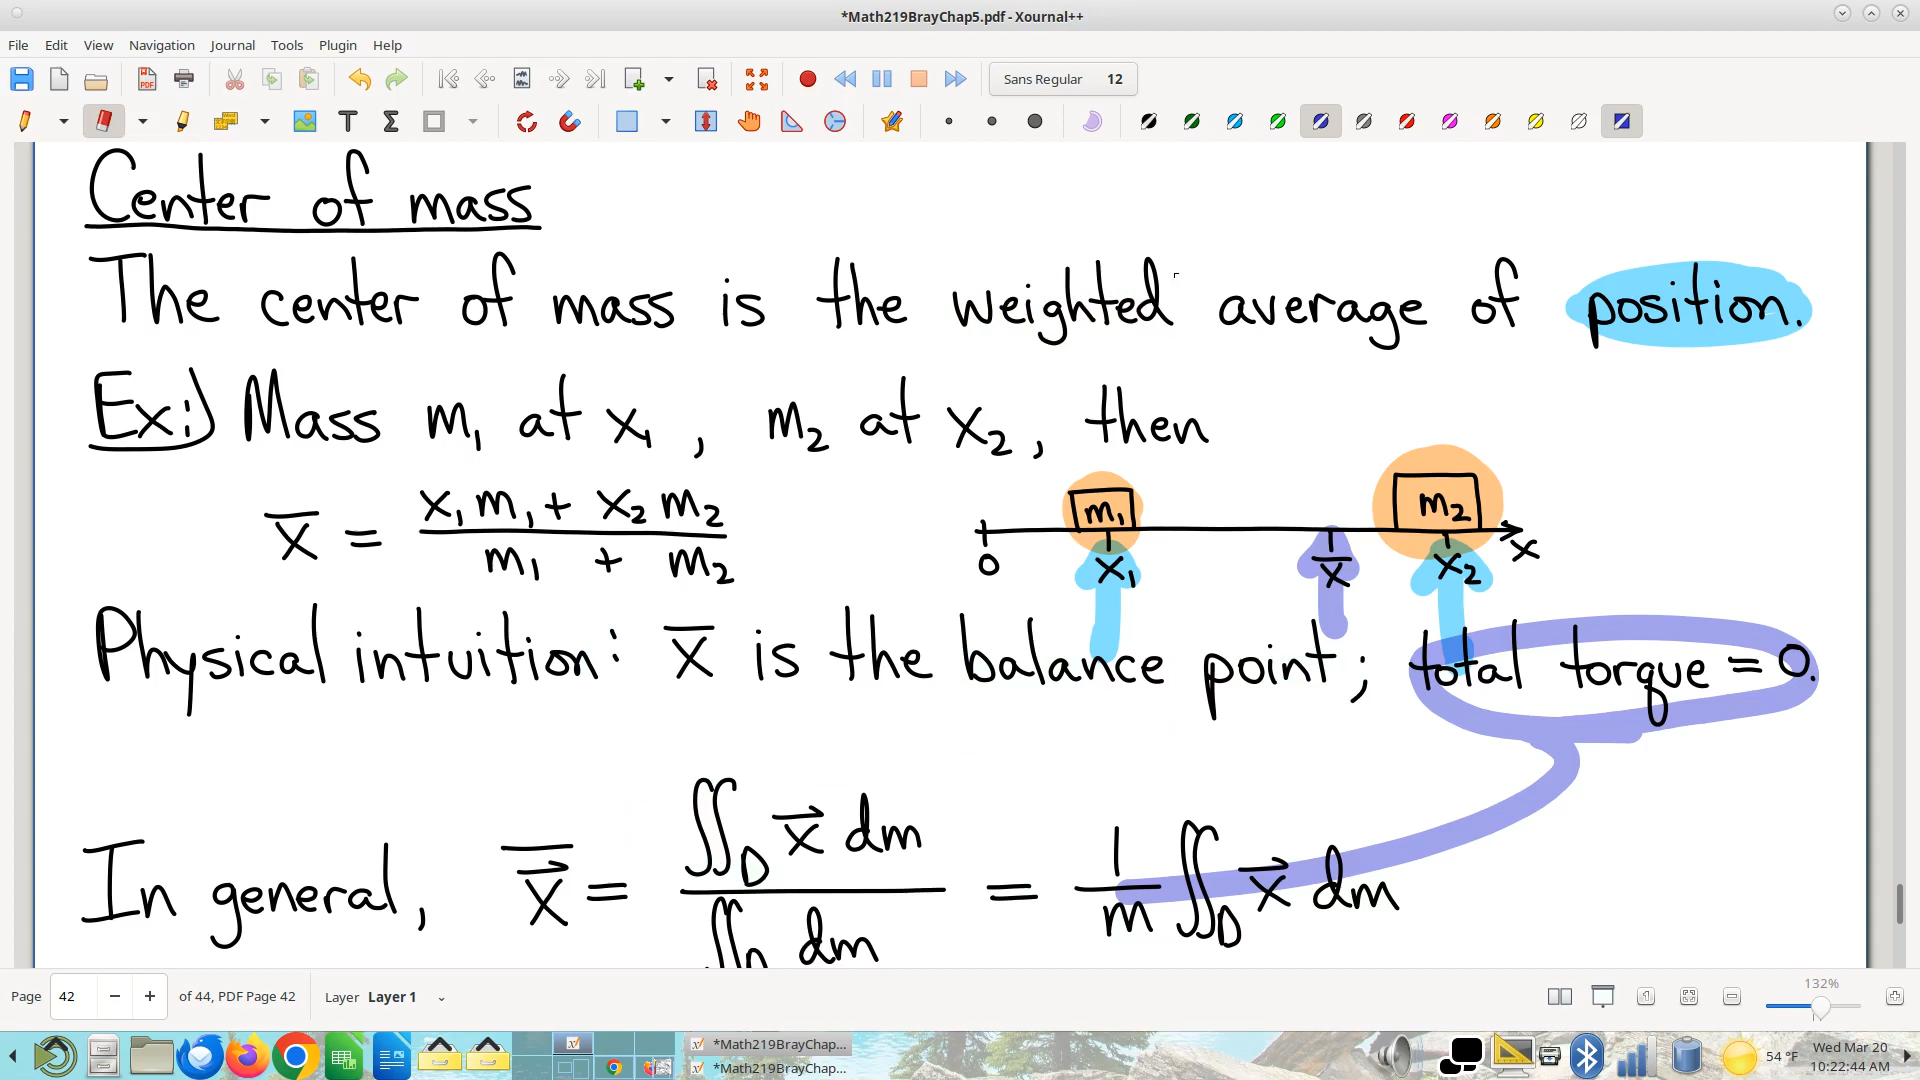 *Math219BrayChap5.pdf - Xournal++
File Edit View Navigation Journal Tools Plugin Help
Sans Regular 12
Center of mass
The center of mass is the weighted average of position.
Ex:) Mass m₁ at x₁, m₂ at x₂, then
x̄ = (x₁m₁ + x₂m₂) / (m₁ + m₂)
m₁ m₂
0 x₁ x̄ x₂ x
Physical intuition: x̄ is the balance point; total torque = 0.
In general, x⃗̄ = ∬_D x⃗ dm / ∬_D dm = 1/m ∬_D x⃗ dm
Page 42 of 44, PDF Page 42 Layer Layer 1 132%
*Math219BrayChap...
*Math219BrayChap...
54 °F
Wed Mar 20
10:22:44 AM